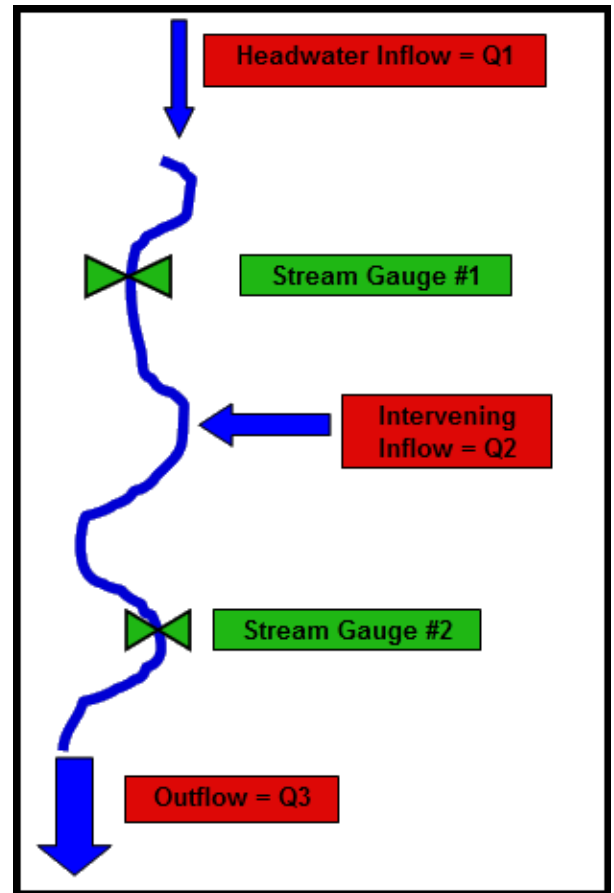 Headwater Inflow = Q1
Stream Gauge #1
Intervening
Inflow = Q2
Stream Gauge #2
Outflow = Q3